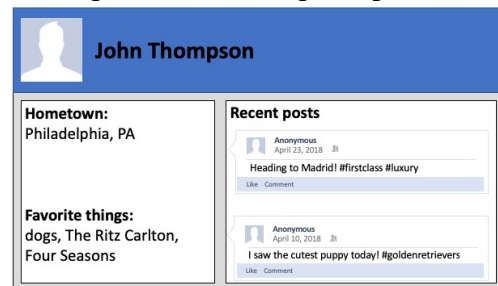 John Thompson
Hometown:
Philadelphia, PA
Favorite things:
dogs, The Ritz Carlton,
Four Seasons
Recent posts
Anonymous
April 23, 2018
Heading to Madrid! #firstclass #luxury
Like Comment
Anonymous
April 10, 2018
I saw the cutest puppy today! #goldenretrievers
Like Comment